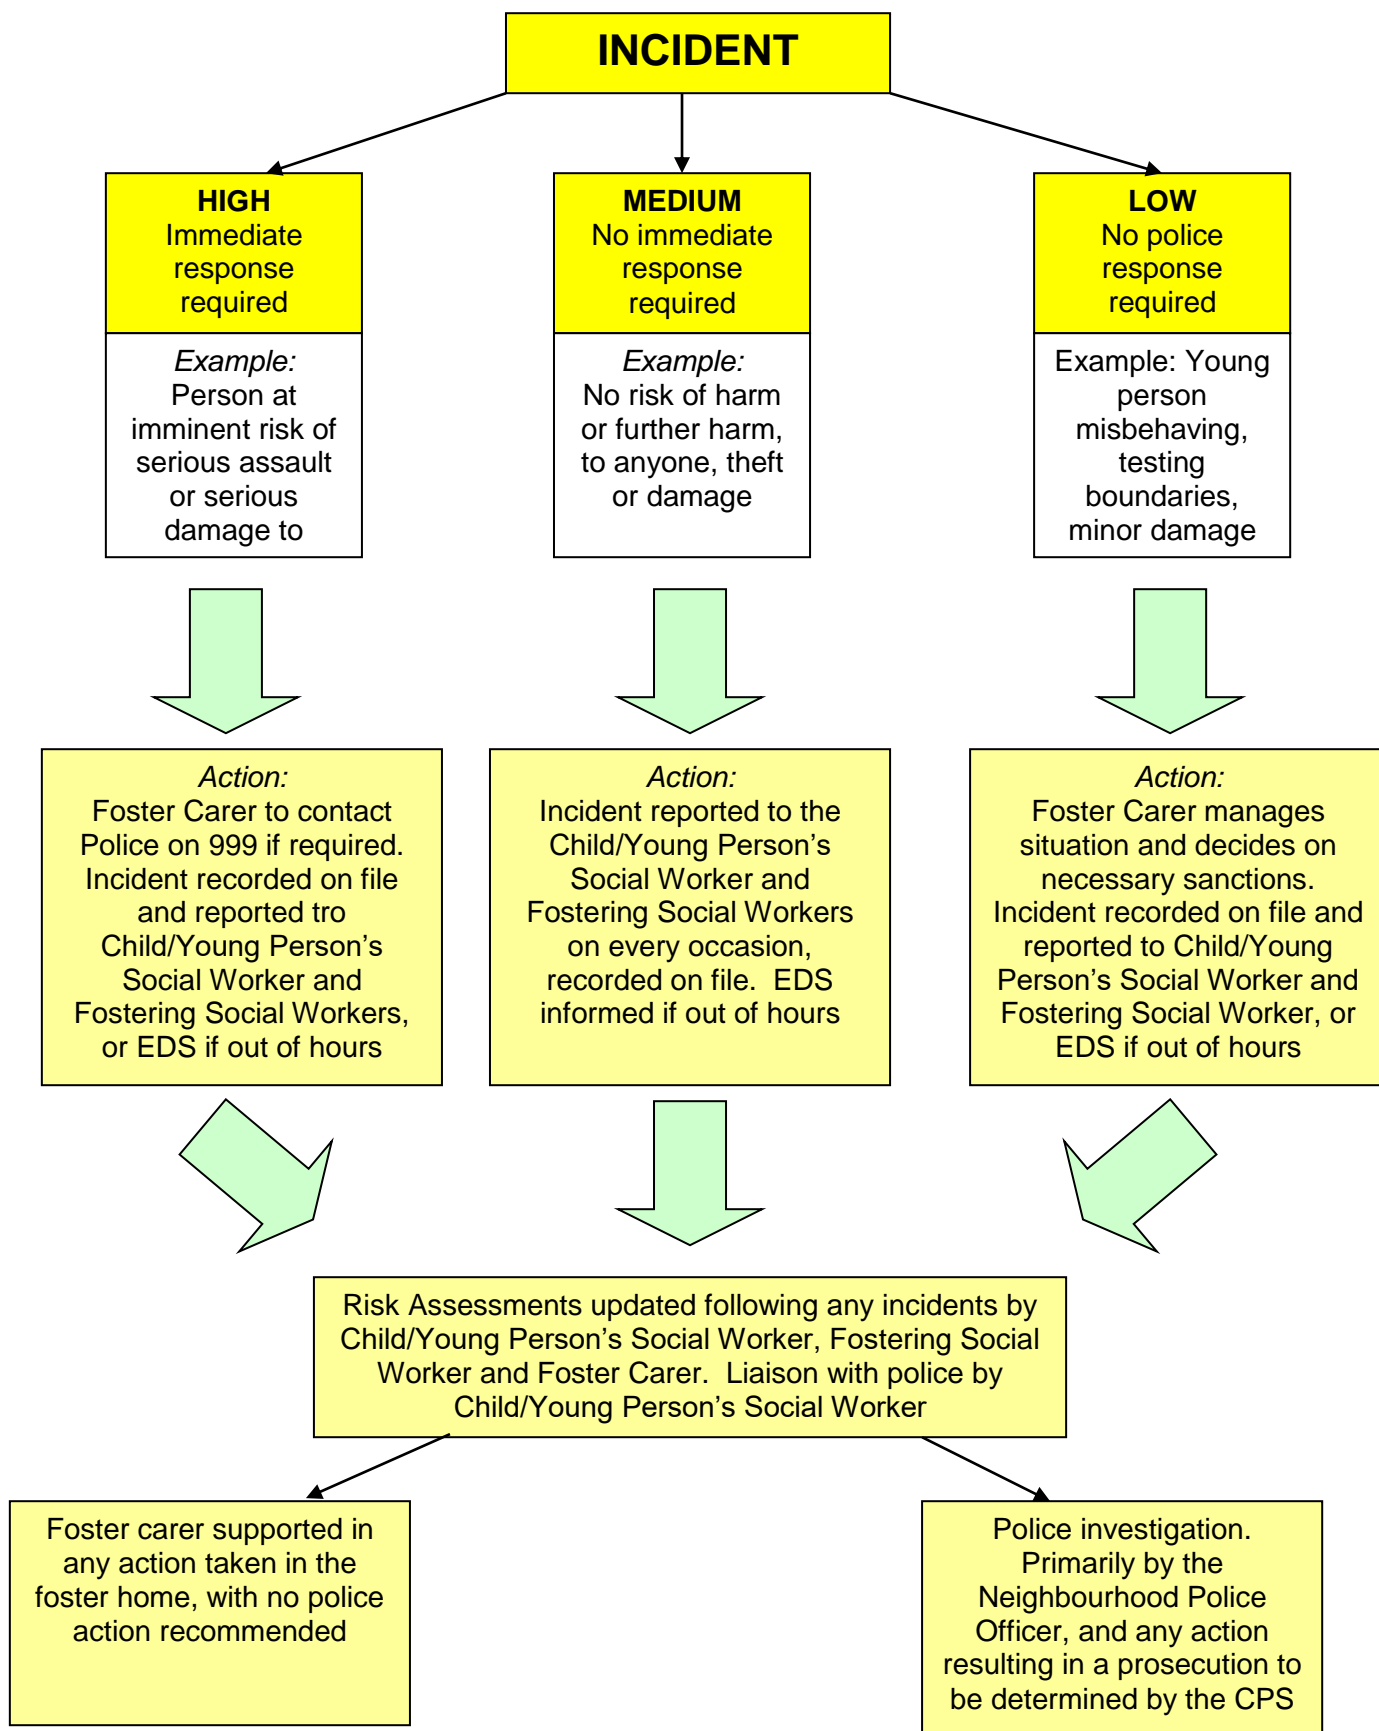 INCIDENT
HIGH
Immediate
response
required
Example:
Person at
imminent risk of
serious assault
or serious
damage to
MEDIUM
No immediate
response
required
Example:
No risk of harm
or further harm,
to anyone, theft
or damage
LOW
No police
response
required
Example: Young
person
misbehaving,
testing
boundaries,
minor damage
Action:
Foster Carer to contact
Police on 999 if required.
Incident recorded on file
and reported tro
Child/Young Person’s
Social Worker and
Fostering Social Workers,
or EDS if out of hours
Action:
Incident reported to the
Child/Young Person’s
Social Worker and
Fostering Social Workers
on every occasion,
recorded on file.  EDS
informed if out of hours
Action:
Foster Carer manages
situation and decides on
necessary sanctions.
Incident recorded on file and
reported to Child/Young
Person’s Social Worker and
Fostering Social Worker, or
EDS if out of hours
Risk Assessments updated following any incidents by
Child/Young Person’s Social Worker, Fostering Social
Worker and Foster Carer.  Liaison with police by
Child/Young Person’s Social Worker
Foster carer supported in
any action taken in the
foster home, with no police
action recommended
Police investigation.
Primarily by the
Neighbourhood Police
Officer, and any action
resulting in a prosecution to
be determined by the CPS